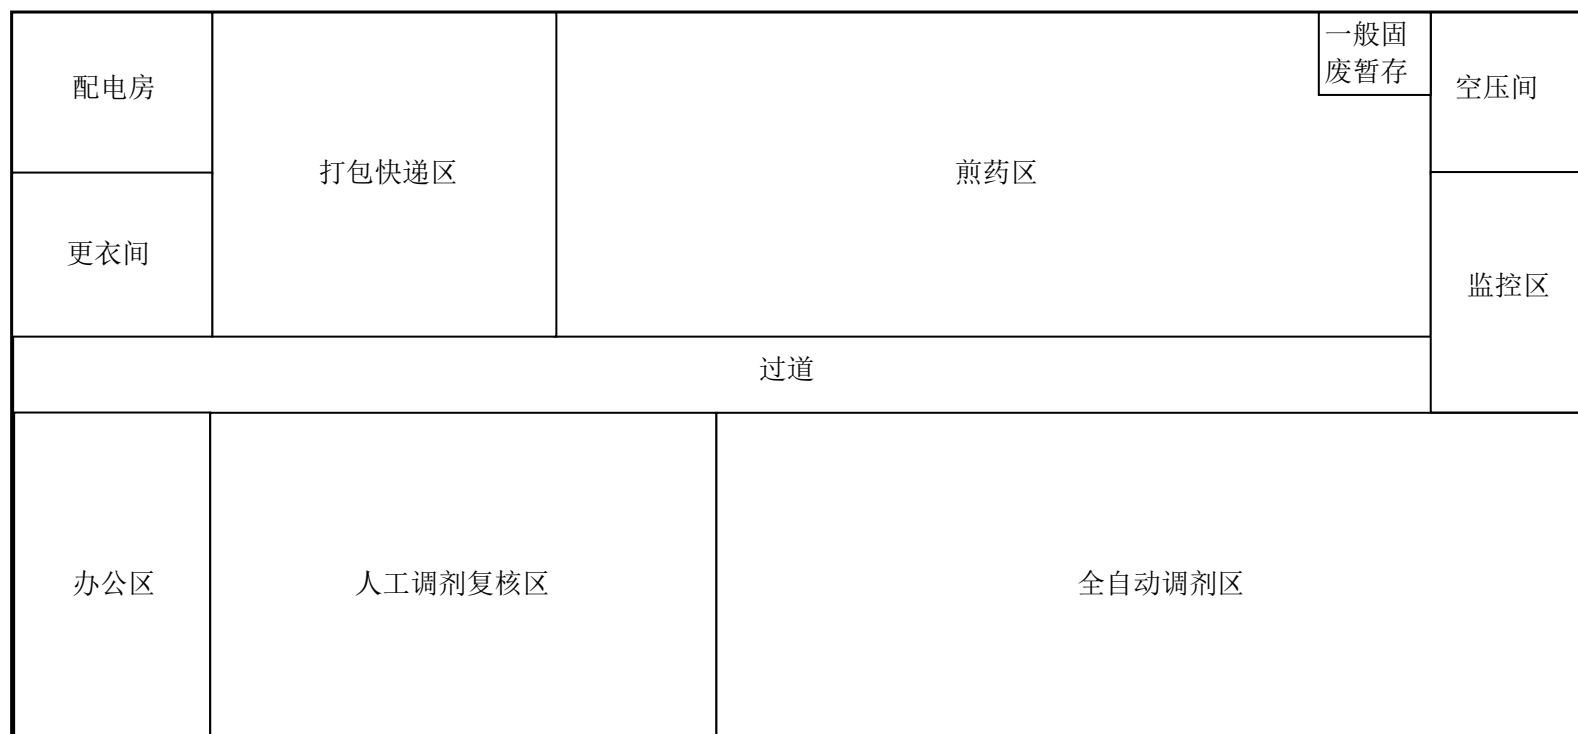 配电房
打包快递区
煎药区
一般固
废暂存
空压间
更衣间
监控区
过道
办公区
人工调剂复核区
全自动调剂区